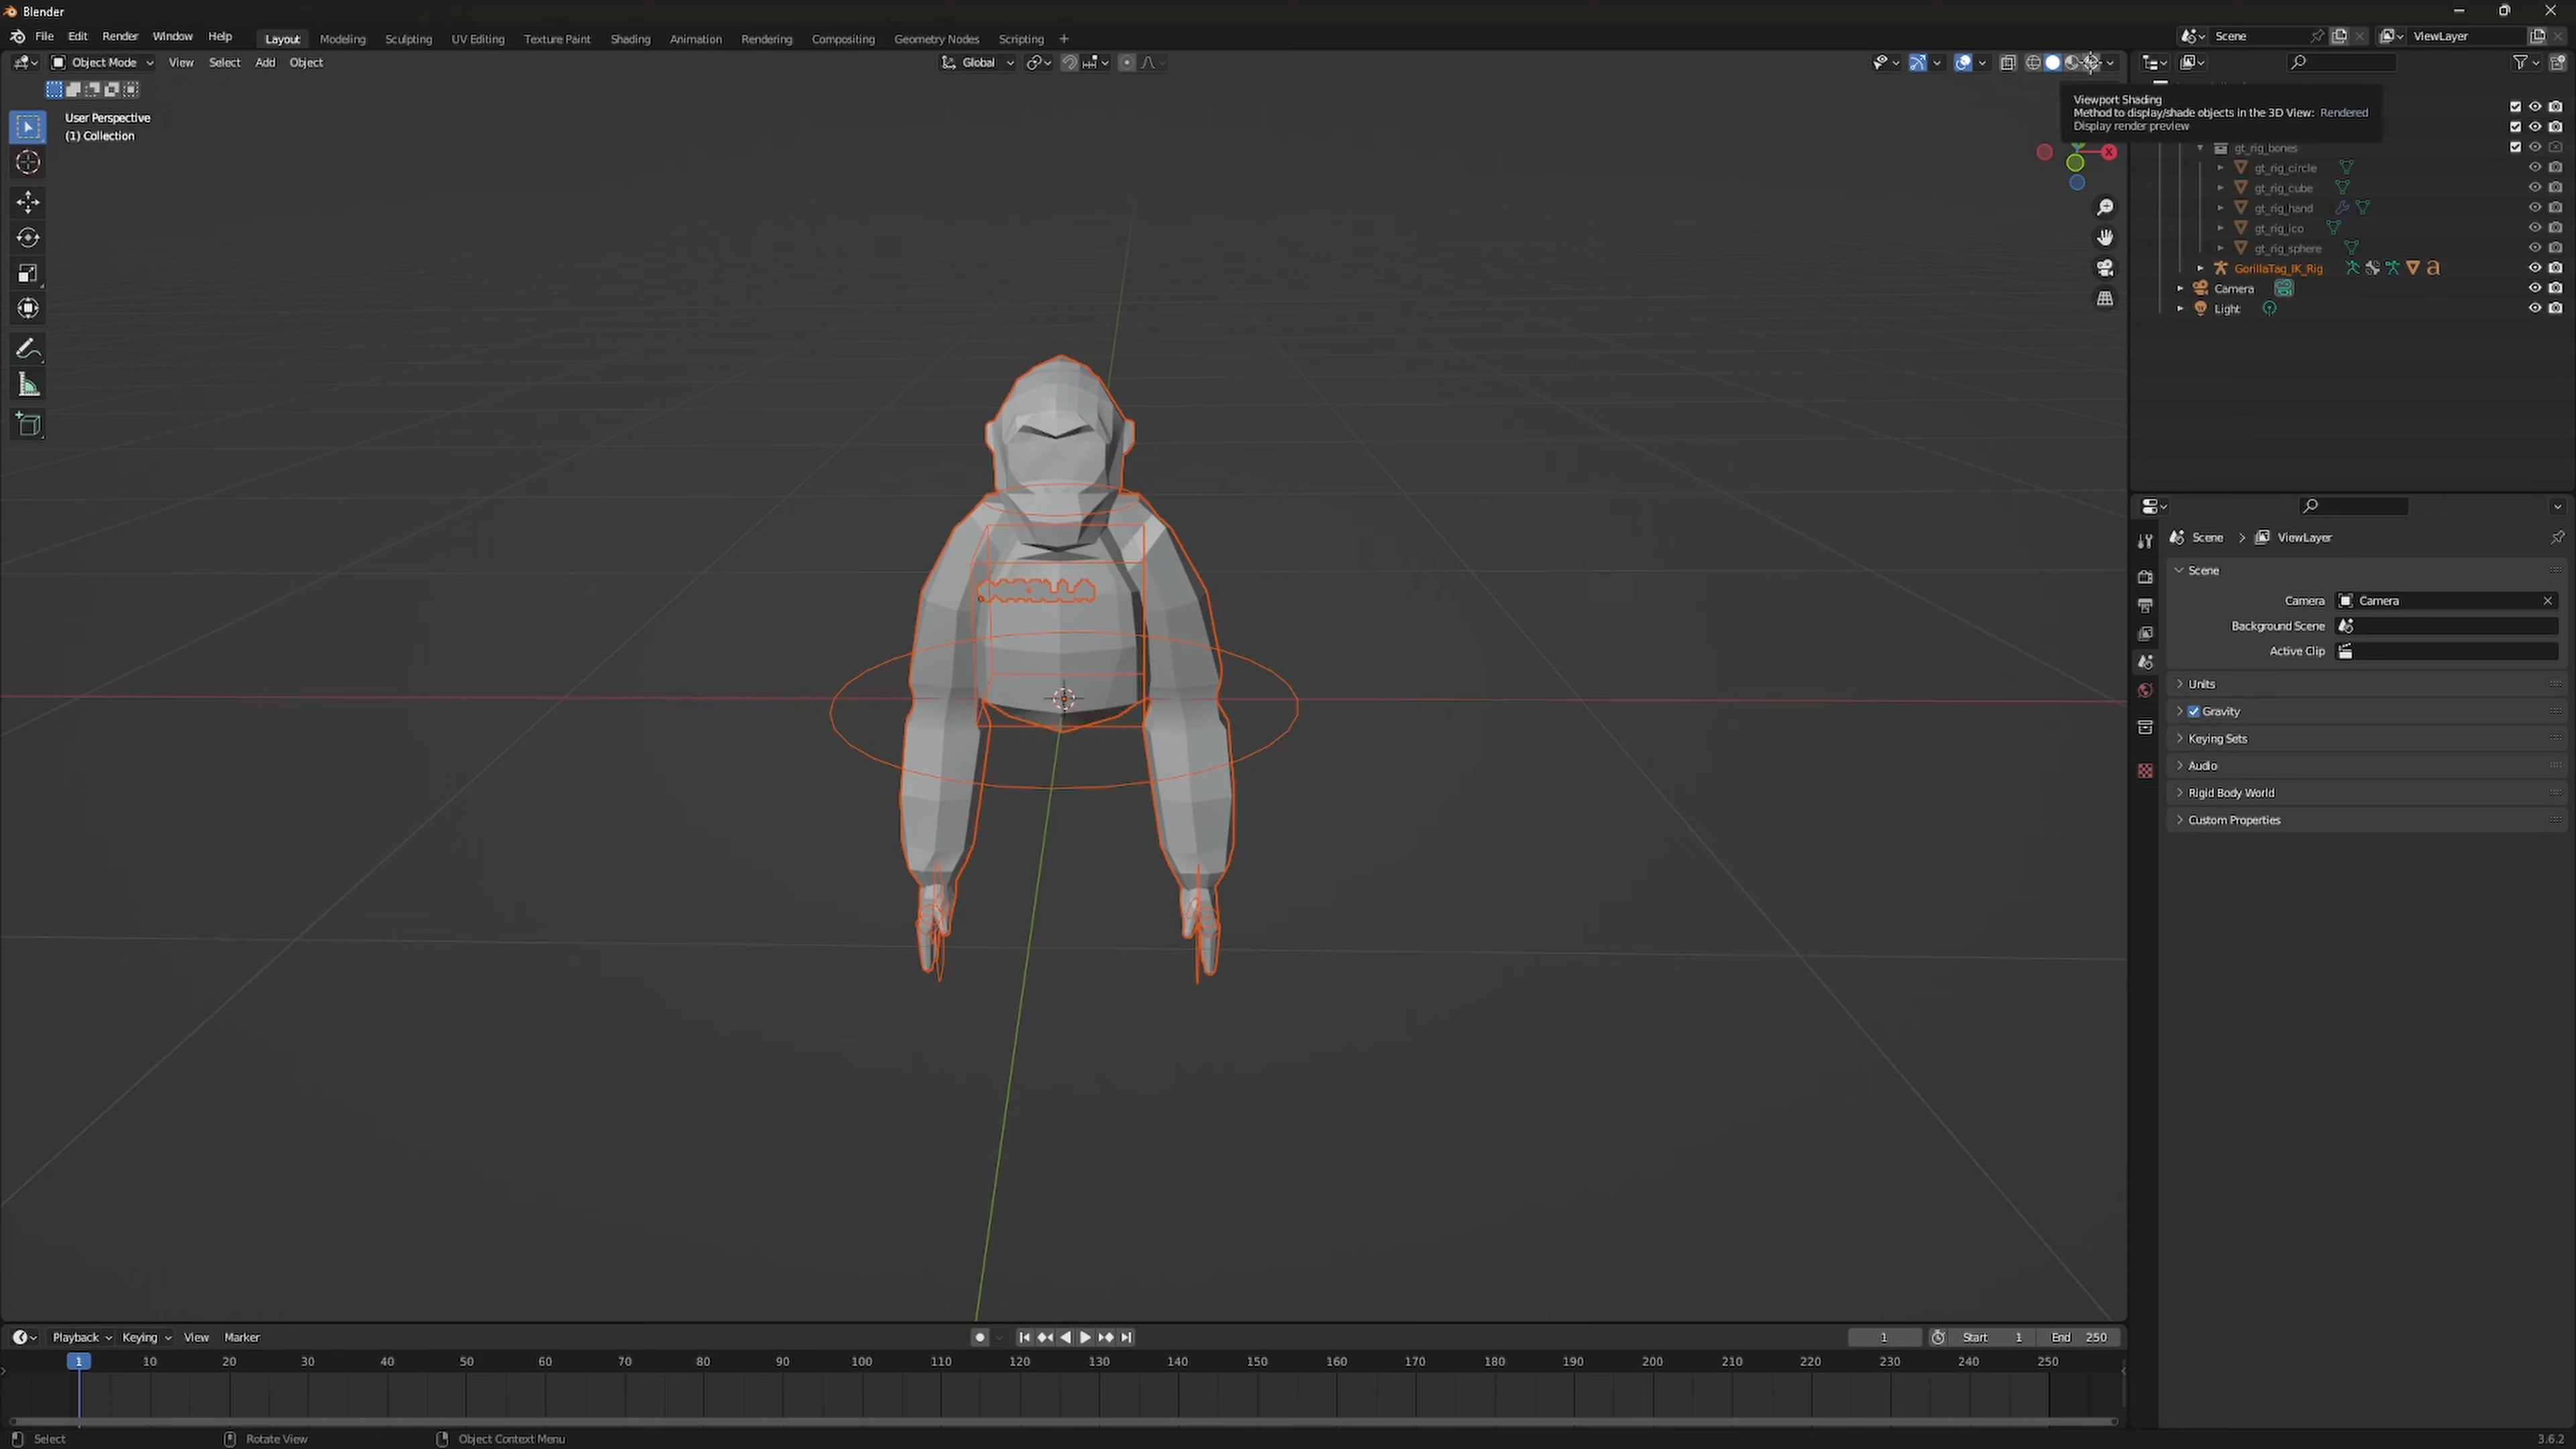 Blender
File Edit Render Window Help Layout Modeling Sculpting UV Editing Texture Paint Shading Animation Rendering Compositing Geometry Nodes Scripting + Scene ViewLayer
Object Mode View Select Add Object Global
User Perspective
(1) Collection
Viewport Shading
Method to display/shade objects in the 3D View: Rendered
Display render preview
X
gt_rig_bones
gt_rig_circle
gt_rig_cube
gt_rig_hand
gt_rig_ico
gt_rig_sphere
GorillaTag_IK_Rig
Camera
Light
Scene > ViewLayer
Scene
Camera Camera
Background Scene
Active Clip
Units
Gravity
Keying Sets
Audio
Rigid Body World
Custom Properties
Playback Keying View Marker 1 Start 1 End 250
1 10 20 30 40 50 60 70 80 90 100 110 120 130 140 150 160 170 180 190 200 210 220 230 240 250
Select Rotate View Object Context Menu 3.6.2